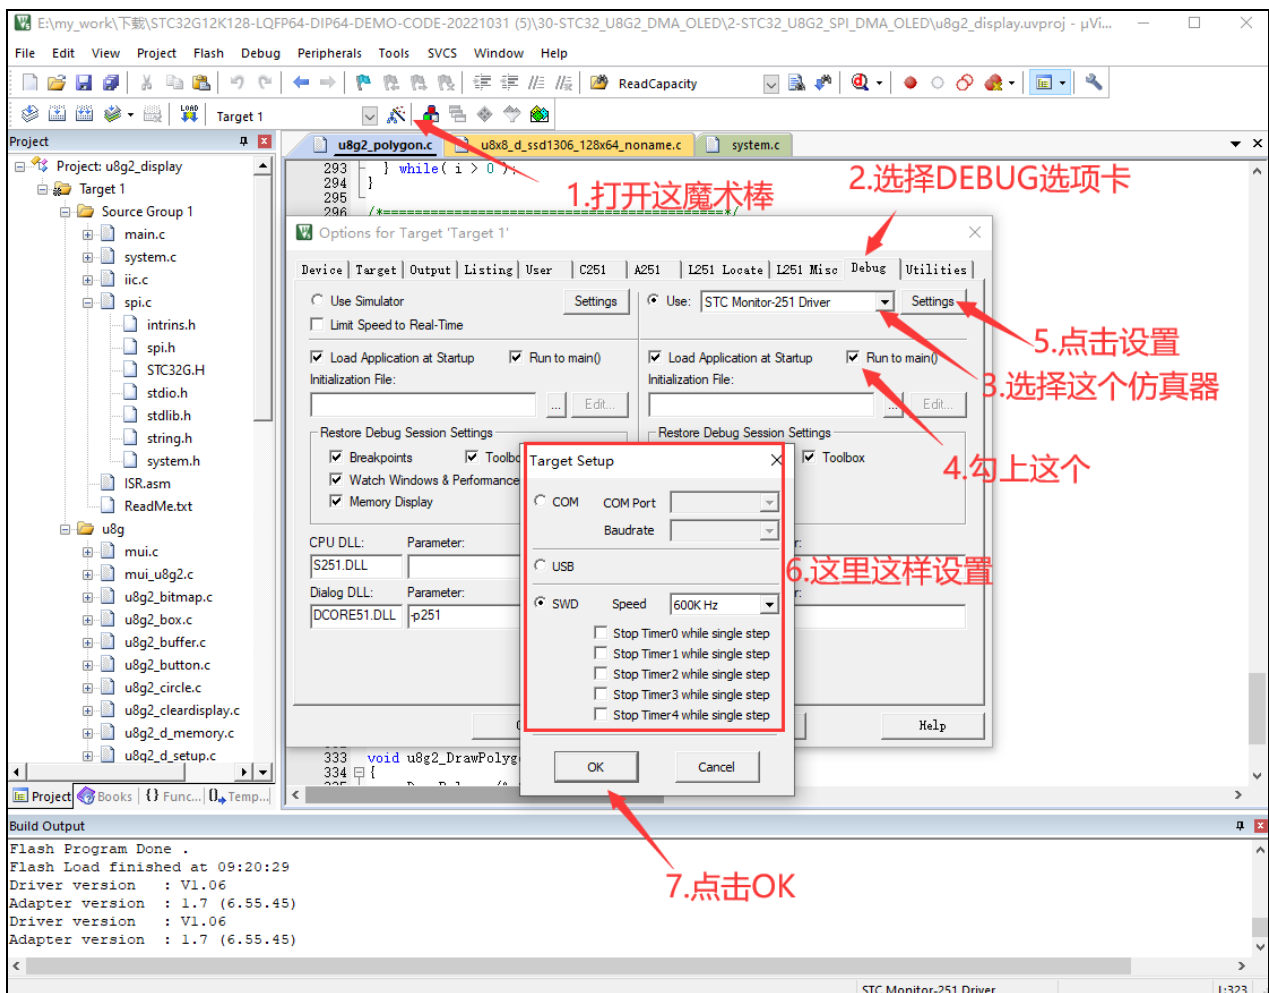 E:\my_work\下载\STC32G12K128-LQFP64-DIP64-DEMO-CODE-20221031 (5)\30-STC32_U8G2_DMA_OLED\2-STC32_U8G2_SPI_DMA_OLED\u8g2_display.uvproj - µVi...
File Edit View Project Flash Debug Peripherals Tools SVCS Window Help
ReadCapacity
LOAD Target 1
Project
u8g2_polygon.c u8x8_d_ssd1306_128x64_noname.c system.c
Project: u8g2_display
Target 1
Source Group 1
main.c
system.c
iic.c
spi.c
intrins.h
spi.h
STC32G.H
stdio.h
stdlib.h
string.h
system.h
ISR.asm
ReadMe.txt
u8g
mui.c
mui_u8g2.c
u8g2_bitmap.c
u8g2_box.c
u8g2_buffer.c
u8g2_button.c
u8g2_circle.c
u8g2_cleardisplay.c
u8g2_d_memory.c
u8g2_d_setup.c
Project Books {} Func... Temp...
293 } while( i > 0 );
294 }
295
296 /*===========================================*/
1.打开这魔术棒
2.选择DEBUG选项卡
Options for Target 'Target 1'
Device Target Output Listing User C251 A251 L251 Locate L251 Misc Debug Utilities
Use Simulator Settings
Limit Speed to Real-Time
Use: STC Monitor-251 Driver Settings
5.点击设置
Load Application at Startup Run to main()
Load Application at Startup Run to main()
3.选择这个仿真器
Initialization File:
Initialization File:
... Edit...
... Edit...
Restore Debug Session Settings
Breakpoints Toolbo
Watch Windows & Performance
Memory Display
Restore Debug Session Settings
Toolbox
4.勾上这个
CPU DLL: Parameter:
S251.DLL
Dialog DLL: Parameter:
DCORE51.DLL -p251
Target Setup
COM COM Port
Baudrate
USB
6.这里这样设置
SWD Speed 600K Hz
Stop Timer0 while single step
Stop Timer1 while single step
Stop Timer2 while single step
Stop Timer3 while single step
Stop Timer4 while single step
OK Cancel
Help
7.点击OK
333 void u8g2_DrawPolyg
334 {
Build Output
Flash Program Done .
Flash Load finished at 09:20:29
Driver version : V1.06
Adapter version : 1.7 (6.55.45)
Driver version : V1.06
Adapter version : 1.7 (6.55.45)
STC Monitor-251 Driver L:323